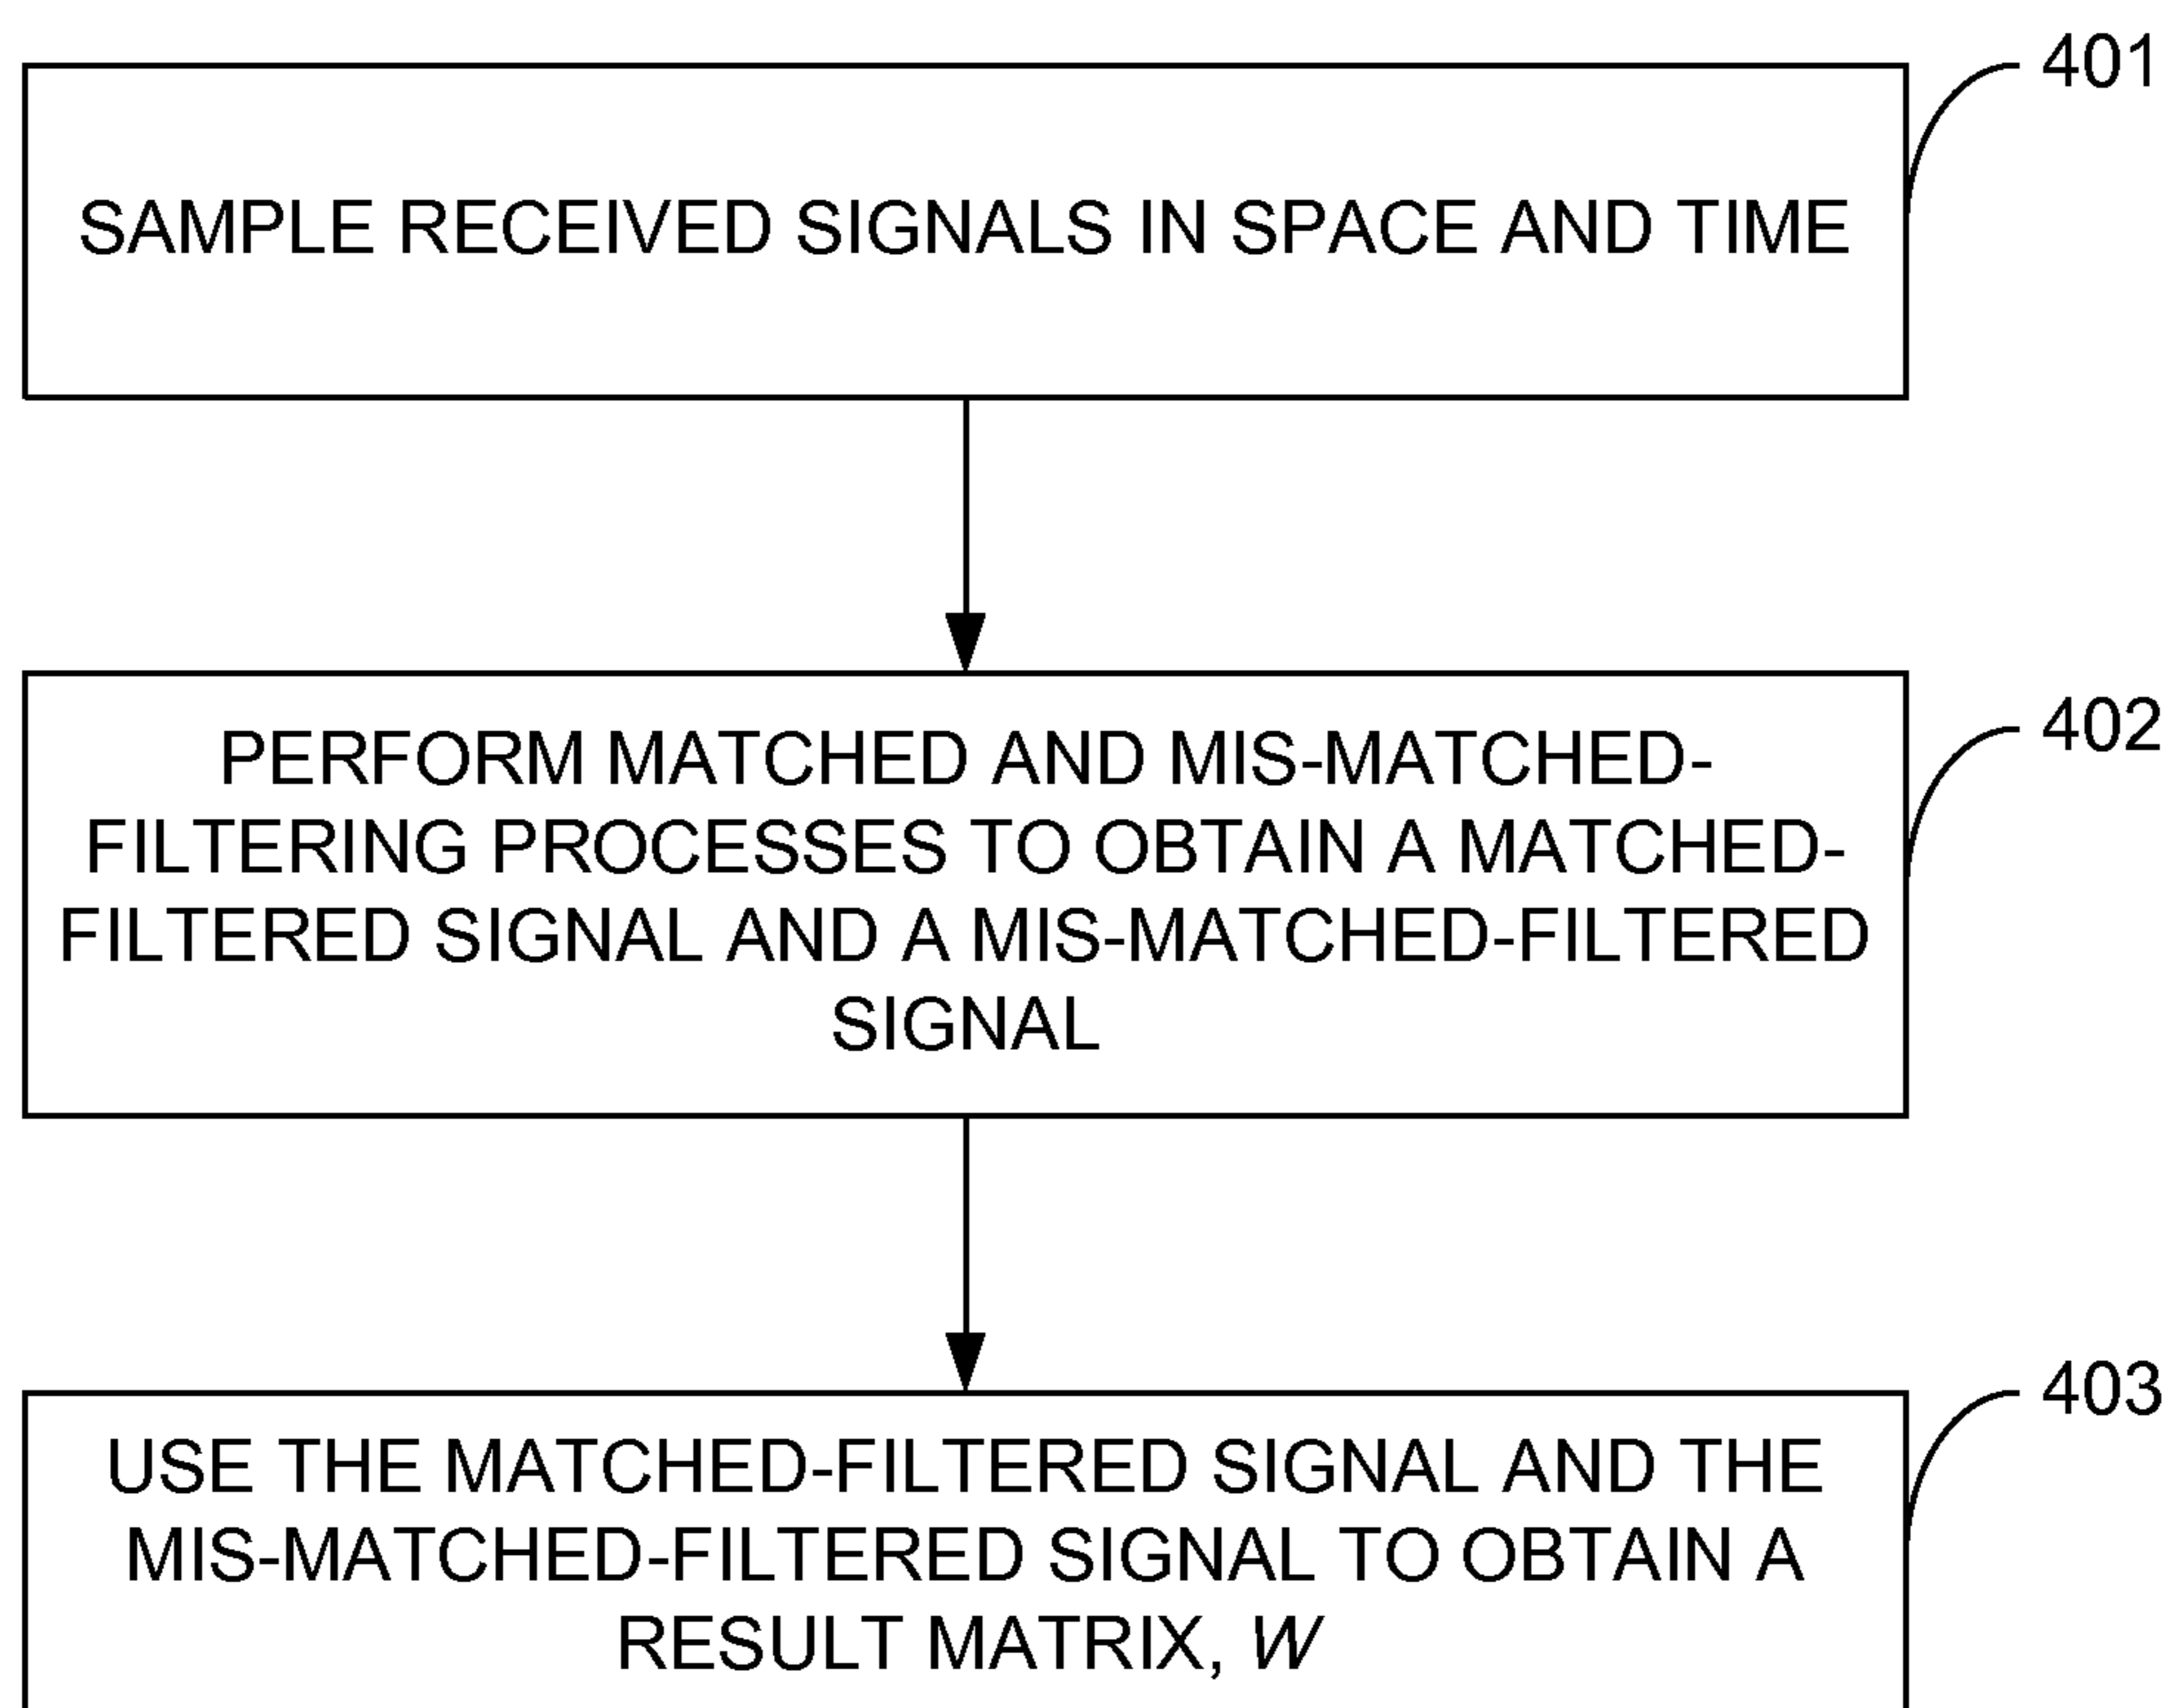 401
SAMPLE RECEIVED SIGNALS IN SPACE AND TIME
402
PERFORM MATCHED AND MIS-MATCHED-
FILTERING PROCESSES TO OBTAIN A MATCHED-
FILTERED SIGNAL AND A MIS-MATCHED-FILTERED
SIGNAL
403
USE THE MATCHED-FILTERED SIGNAL AND THE
MIS-MATCHED-FILTERED SIGNAL TO OBTAIN A
RESULT MATRIX, W